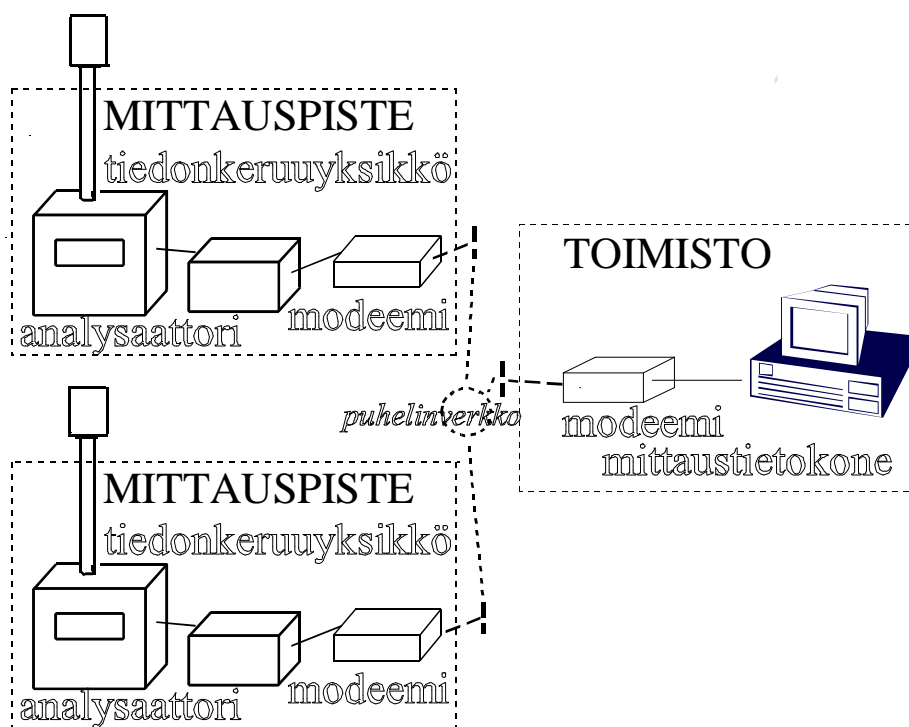 MITTAUSPISTE
tiedonkeruuyksikkö
modeemi
analysaattori
TOIMISTO
puhelinverkko
modeemi
mittaustietokone
MITTAUSPISTE
tiedonkeruuyksikkö
modeemi
analysaattori